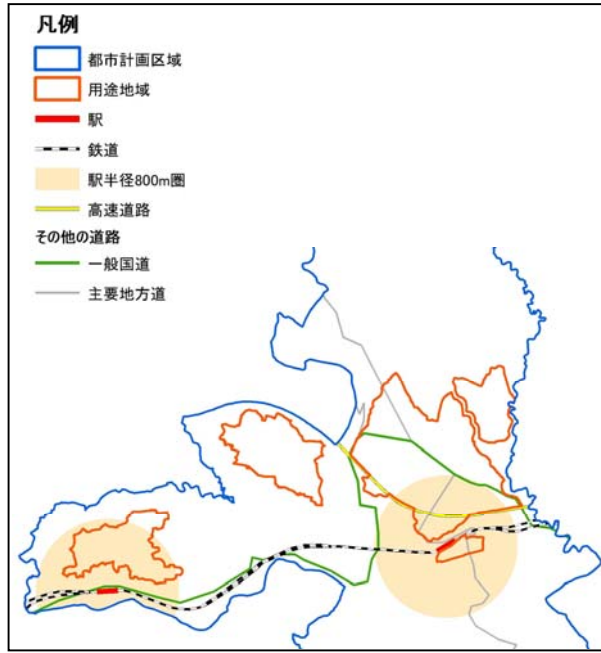 凡例
都市計画区域
用途地域
駅
鉄道
駅半径800m圏
高速道路
その他の道路
一般国道
主要地方道